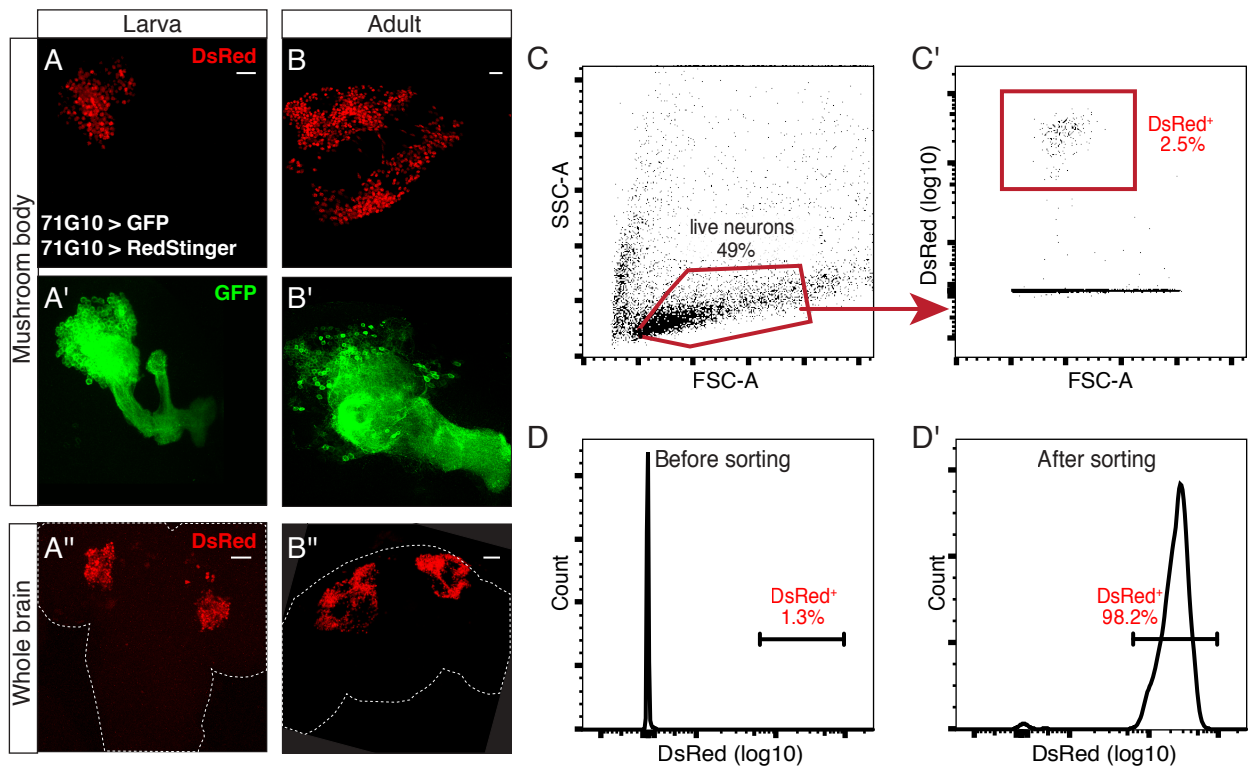 Larva
Adult
Mushroom body
Whole brain
A
DsRed
71G10 > GFP
71G10 > RedStinger
B
A'
GFP
B'
A"
DsRed
B"
C
SSC-A
live neurons
49%
FSC-A
C'
DsRed (log10)
DsRed⁺
2.5%
FSC-A
D
Count
Before sorting
DsRed⁺
1.3%
DsRed (log10)
D'
Count
After sorting
DsRed⁺
98.2%
DsRed (log10)